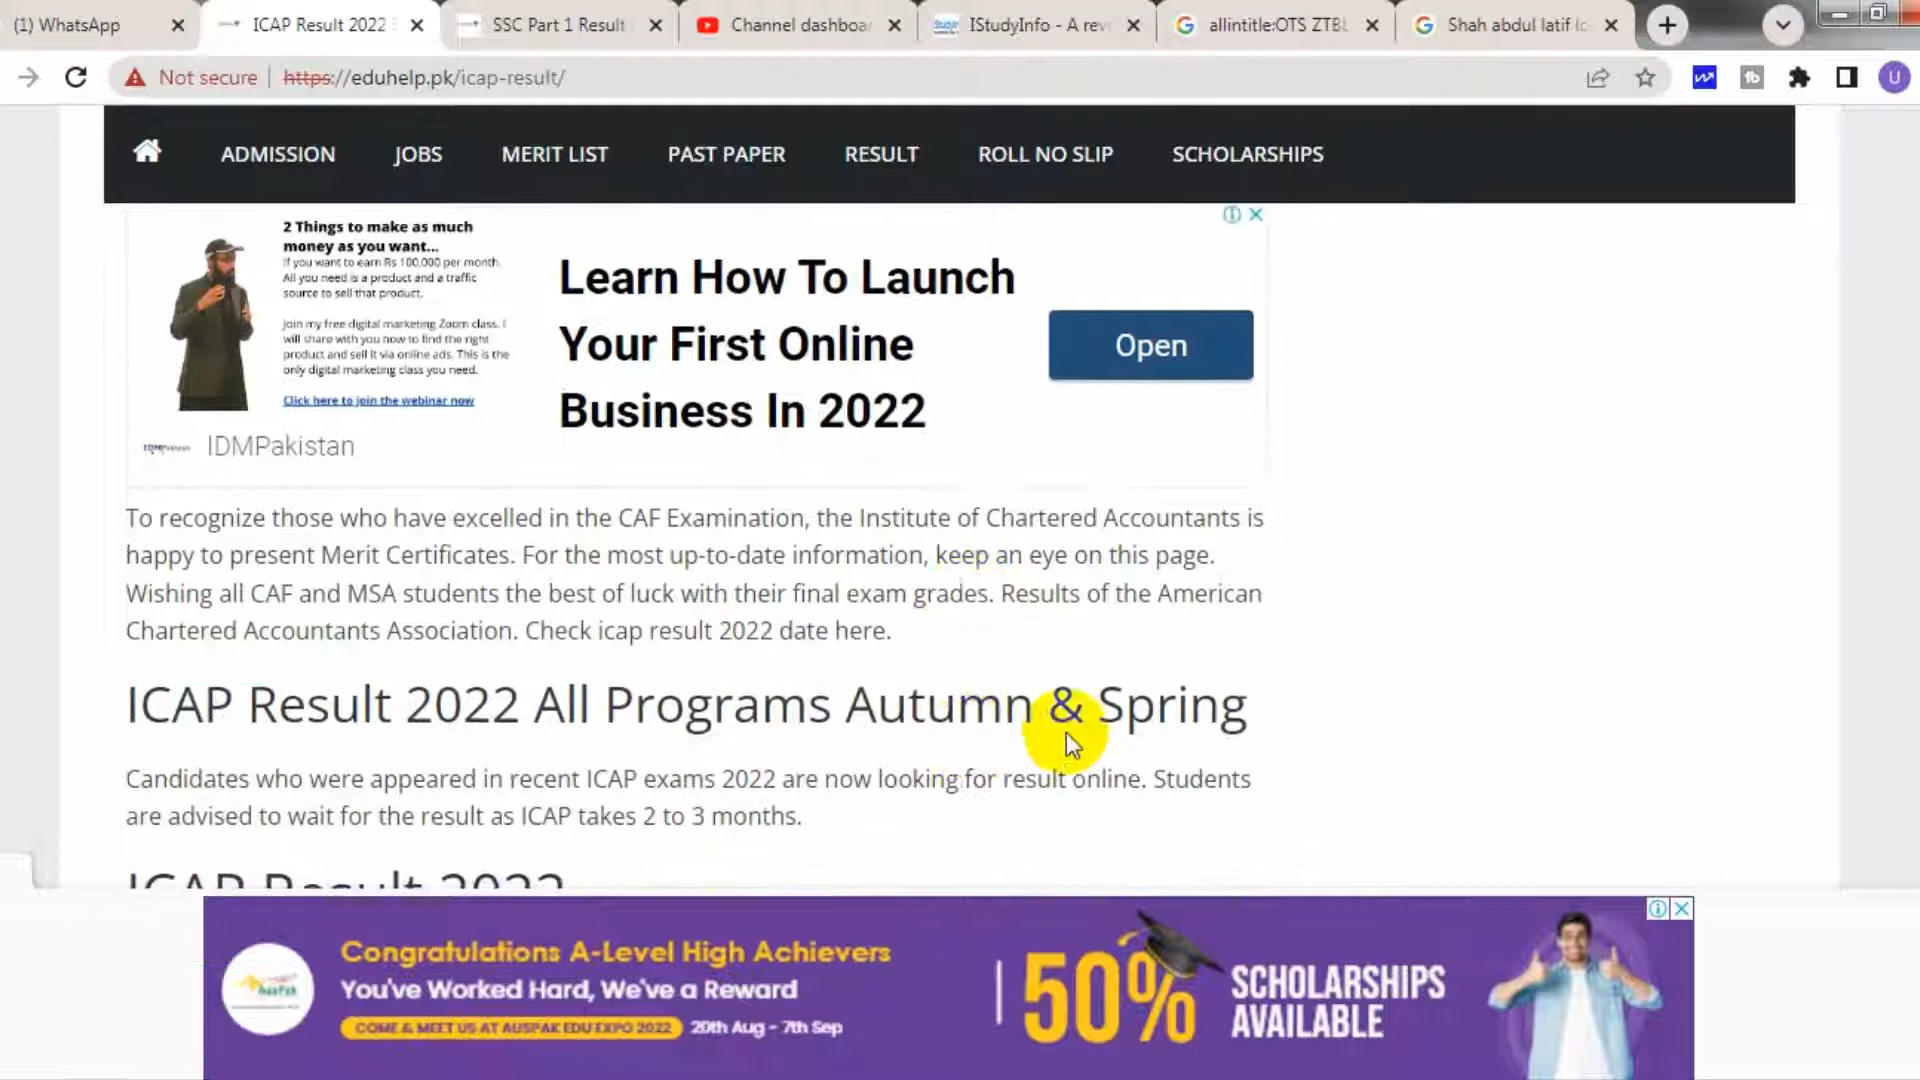 (1) WhatsApp
ICAP Result 2022
SSC Part 1 Result
Channel dashboa
IStudyInfo - A rev
allintitle:OTS ZTBL
Shah abdul latif lo
Not secure | https://eduhelp.pk/icap-result/
U
ADMISSION JOBS MERIT LIST PAST PAPER RESULT ROLL NO SLIP SCHOLARSHIPS
2 Things to make as much
money as you want...
If you want to earn Rs 100,000 per month.
All you need is a product and a traffic
source to sell that product.
Join my free digital marketing Zoom class. I
will share with you how to find the right
product and sell it via online ads. This is the
only digital marketing class you need.
Click here to join the webinar now
IDMPakistan
Learn How To Launch
Your First Online
Business In 2022
Open
To recognize those who have excelled in the CAF Examination, the Institute of Chartered Accountants is
happy to present Merit Certificates. For the most up-to-date information, keep an eye on this page.
Wishing all CAF and MSA students the best of luck with their final exam grades. Results of the American
Chartered Accountants Association. Check icap result 2022 date here.
ICAP Result 2022 All Programs Autumn & Spring
Candidates who were appeared in recent ICAP exams 2022 are now looking for result online. Students
are advised to wait for the result as ICAP takes 2 to 3 months.
ICAP Result 2022
AusPak
Congratulations A-Level High Achievers
You've Worked Hard, We've a Reward
COME & MEET US AT AUSPAK EDU EXPO 2022 20th Aug - 7th Sep
50% SCHOLARSHIPS
AVAILABLE